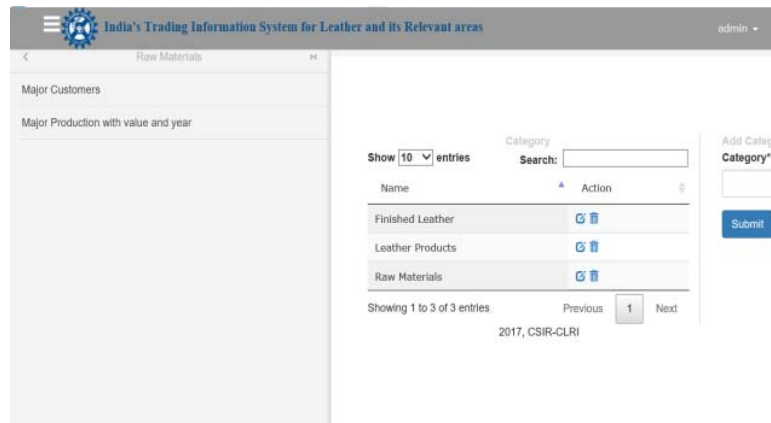 India's Trading Information System for Leather and its Relevant areas
admin
Raw Materials
Major Customers
Major Production with value and year
Category
Show 10 entries
Search:
Name Action
Finished Leather
Leather Products
Raw Materials
Showing 1 to 3 of 3 entries
Previous 1 Next
Add Categ
Category*
Submit
2017, CSIR-CLRI